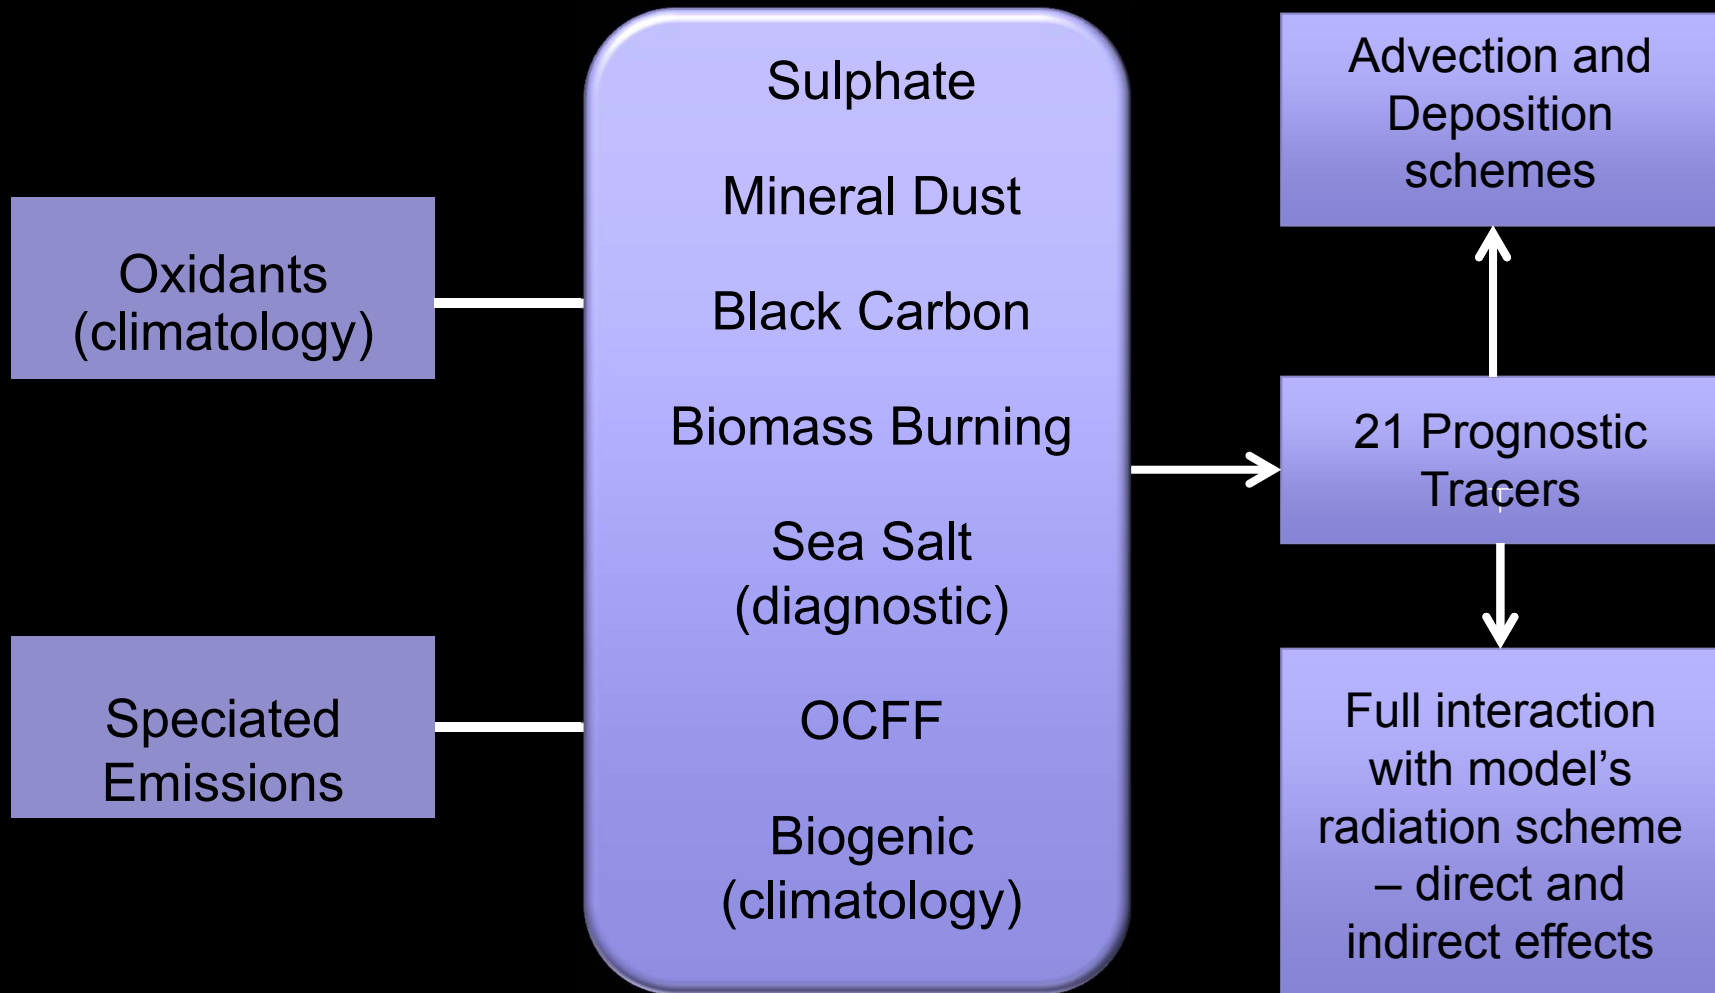 Oxidants
(climatology)
Speciated
Emissions
Sulphate
Mineral Dust
Black Carbon
Biomass Burning
Sea Salt
(diagnostic)
OCFF
Biogenic
(climatology)
Advection and
Deposition
schemes
21 Prognostic
Tracers
Full interaction
with model’s
radiation scheme
– direct and
indirect effects